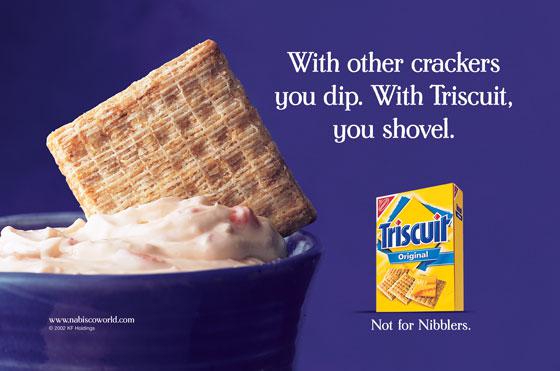 With other crackers
you dip. With Triscuit,
you shovel.
Triscuit
Original
Not for Nibblers.
www.nabiscoworld.com
© 2002 KF Holdings